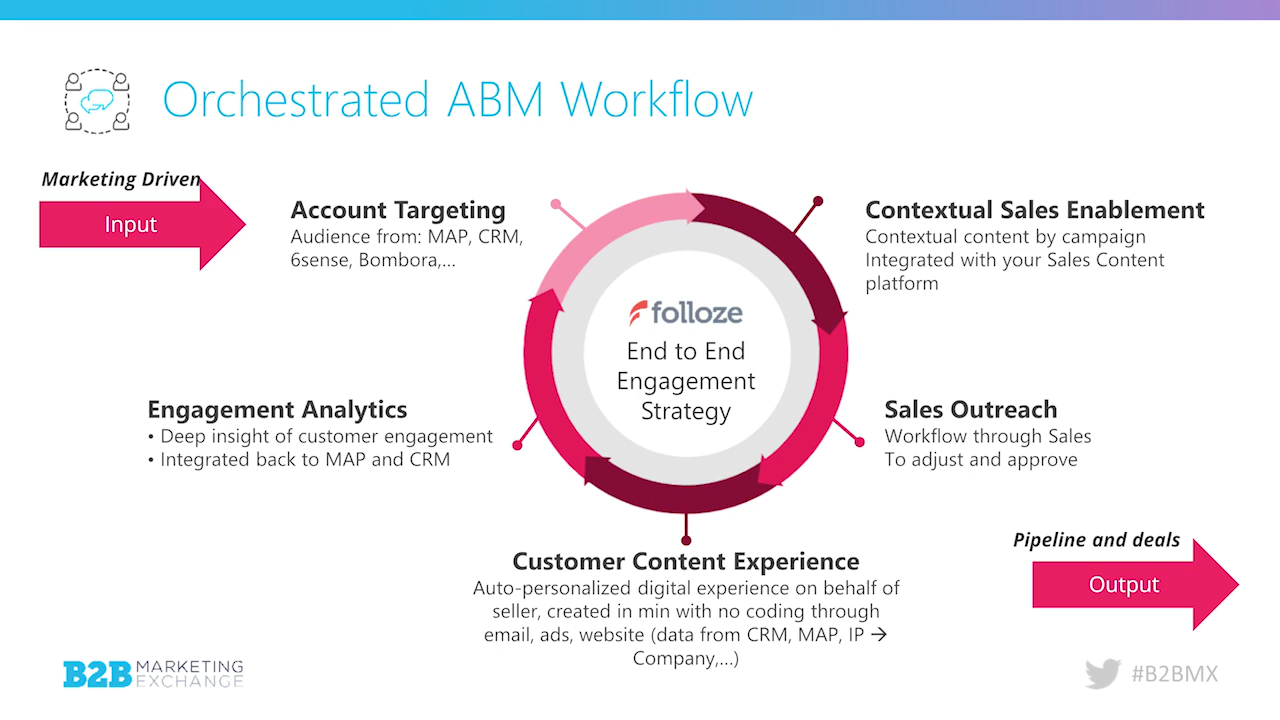 Orchestrated ABM Workflow
Marketing Driven
Input
Account Targeting
Audience from: MAP, CRM,
6sense, Bombora,...
Contextual Sales Enablement
Contextual content by campaign
Integrated with your Sales Content
platform
folloze
End to End
Engagement
Strategy
Engagement Analytics
• Deep insight of customer engagement
• Integrated back to MAP and CRM
Sales Outreach
Workflow through Sales
To adjust and approve
Customer Content Experience
Auto-personalized digital experience on behalf of
seller, created in min with no coding through
email, ads, website (data from CRM, MAP, IP →
Company,...)
Pipeline and deals
Output
B2B MARKETING
EXCHANGE
#B2BMX